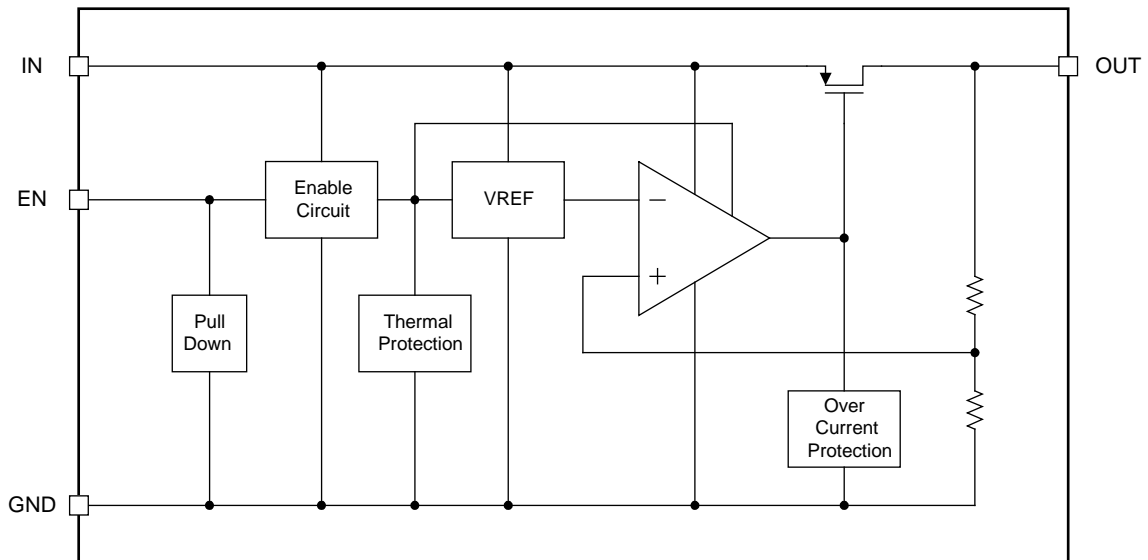 IN
OUT
EN
Enable
Circuit
VREF
−
+
Pull
Down
Thermal
Protection
Over
Current
Protection
GND